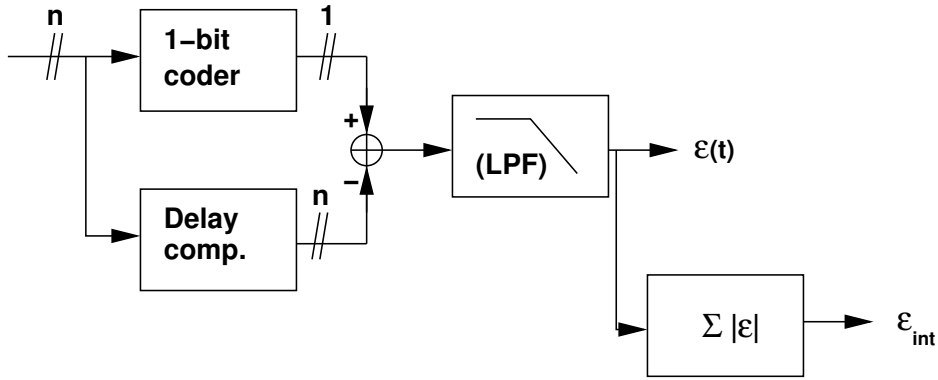 n
1–bit
coder
1
+
–
(LPF)
ε(t)
Delay
comp.
n
Σ |ε|
ε int